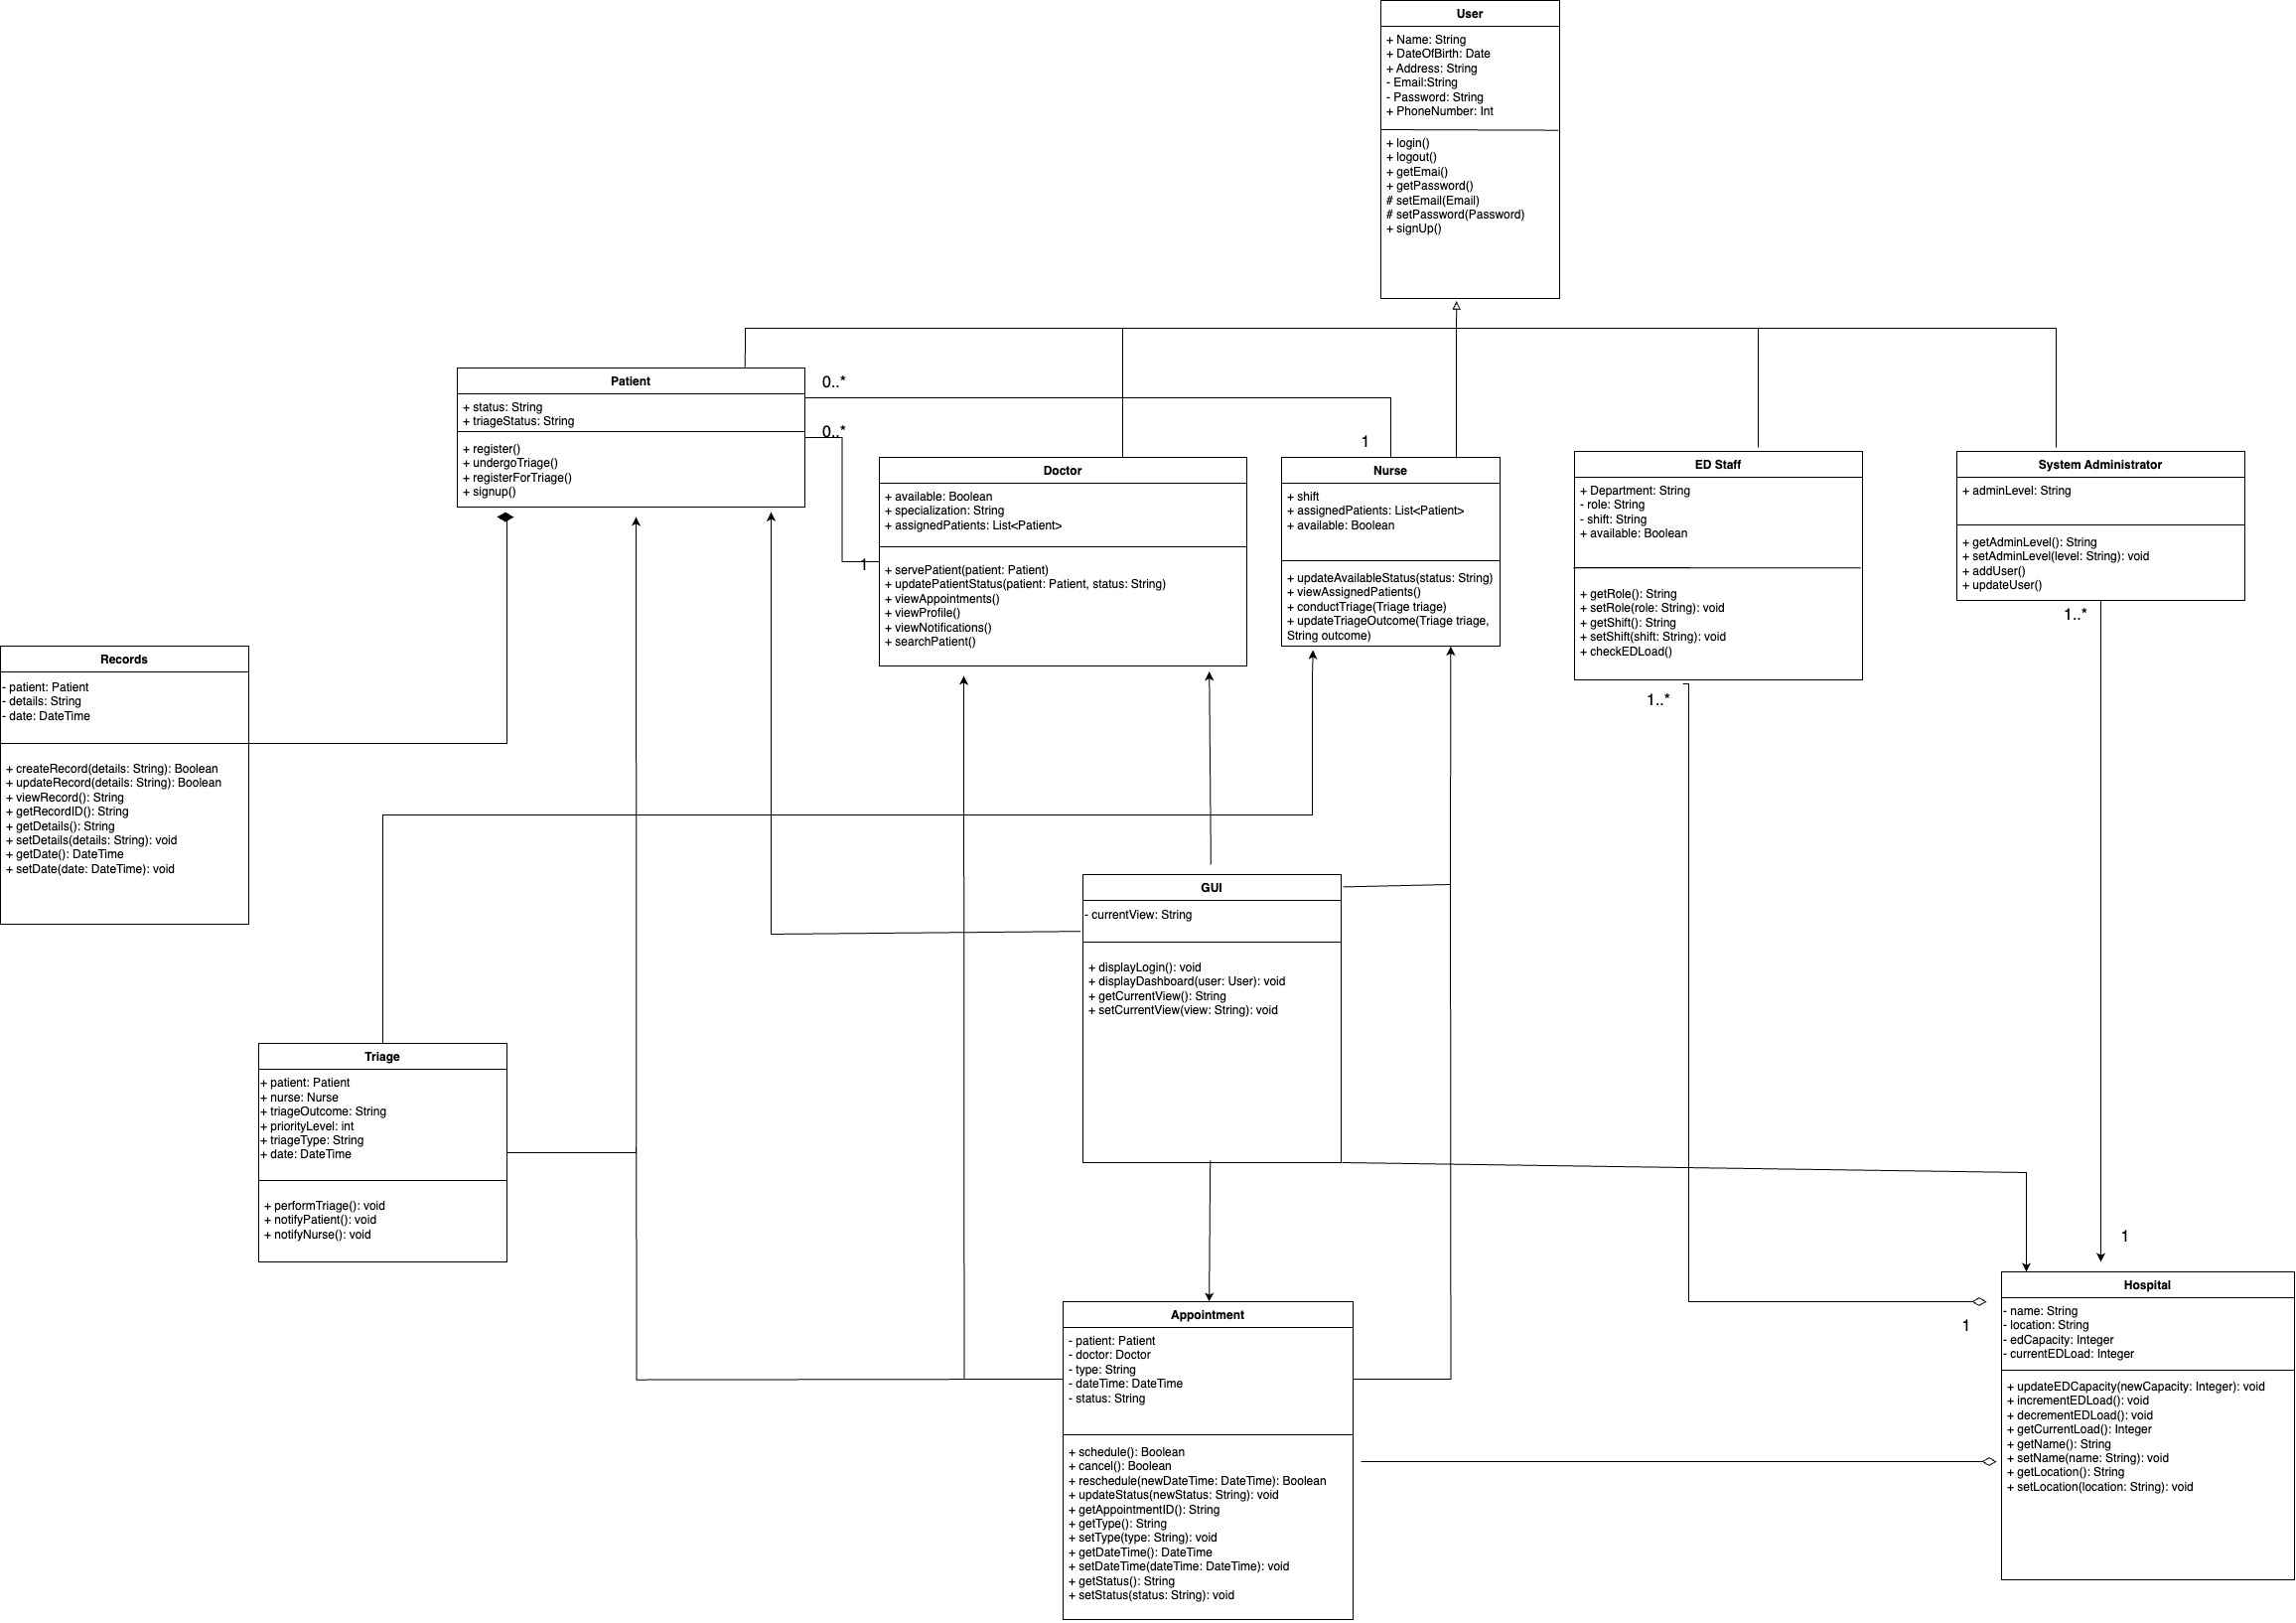 User
+ Name: String
+ DateOfBirth: Date
+ Address: String
- Email:String
- Password: String
+ PhoneNumber: Int
+ login()
+ logout()
+ getEmai()
+ getPassword()
# setEmail(Email)
# setPassword(Password)
+ signUp()
Patient
+ status: String
+ triageStatus: String
+ register()
+ undergoTriage()
+ registerForTriage()
+ signup()
0..*
0..*
1
1
Doctor
+ available: Boolean
+ specialization: String
+ assignedPatients: List<Patient>
+ servePatient(patient: Patient)
+ updatePatientStatus(patient: Patient, status: String)
+ viewAppointments()
+ viewProfile()
+ viewNotifications()
+ searchPatient()
Nurse
+ shift
+ assignedPatients: List<Patient>
+ available: Boolean
+ updateAvailableStatus(status: String)
+ viewAssignedPatients()
+ conductTriage(Triage triage)
+ updateTriageOutcome(Triage triage,
String outcome)
ED Staff
+ Department: String
- role: String
- shift: String
+ available: Boolean
+ getRole(): String
+ setRole(role: String): void
+ getShift(): String
+ setShift(shift: String): void
+ checkEDLoad()
1..*
System Administrator
+ adminLevel: String
+ getAdminLevel(): String
+ setAdminLevel(level: String): void
+ addUser()
+ updateUser()
1..*
Records
- patient: Patient
- details: String
- date: DateTime
+ createRecord(details: String): Boolean
+ updateRecord(details: String): Boolean
+ viewRecord(): String
+ getRecordID(): String
+ getDetails(): String
+ setDetails(details: String): void
+ getDate(): DateTime
+ setDate(date: DateTime): void
GUI
- currentView: String
+ displayLogin(): void
+ displayDashboard(user: User): void
+ getCurrentView(): String
+ setCurrentView(view: String): void
Triage
+ patient: Patient
+ nurse: Nurse
+ triageOutcome: String
+ priorityLevel: int
+ triageType: String
+ date: DateTime
+ performTriage(): void
+ notifyPatient(): void
+ notifyNurse(): void
1
1
Hospital
- name: String
- location: String
- edCapacity: Integer
- currentEDLoad: Integer
+ updateEDCapacity(newCapacity: Integer): void
+ incrementEDLoad(): void
+ decrementEDLoad(): void
+ getCurrentLoad(): Integer
+ getName(): String
+ setName(name: String): void
+ getLocation(): String
+ setLocation(location: String): void
Appointment
- patient: Patient
- doctor: Doctor
- type: String
- dateTime: DateTime
- status: String
+ schedule(): Boolean
+ cancel(): Boolean
+ reschedule(newDateTime: DateTime): Boolean
+ updateStatus(newStatus: String): void
+ getAppointmentID(): String
+ getType(): String
+ setType(type: String): void
+ getDateTime(): DateTime
+ setDateTime(dateTime: DateTime): void
+ getStatus(): String
+ setStatus(status: String): void